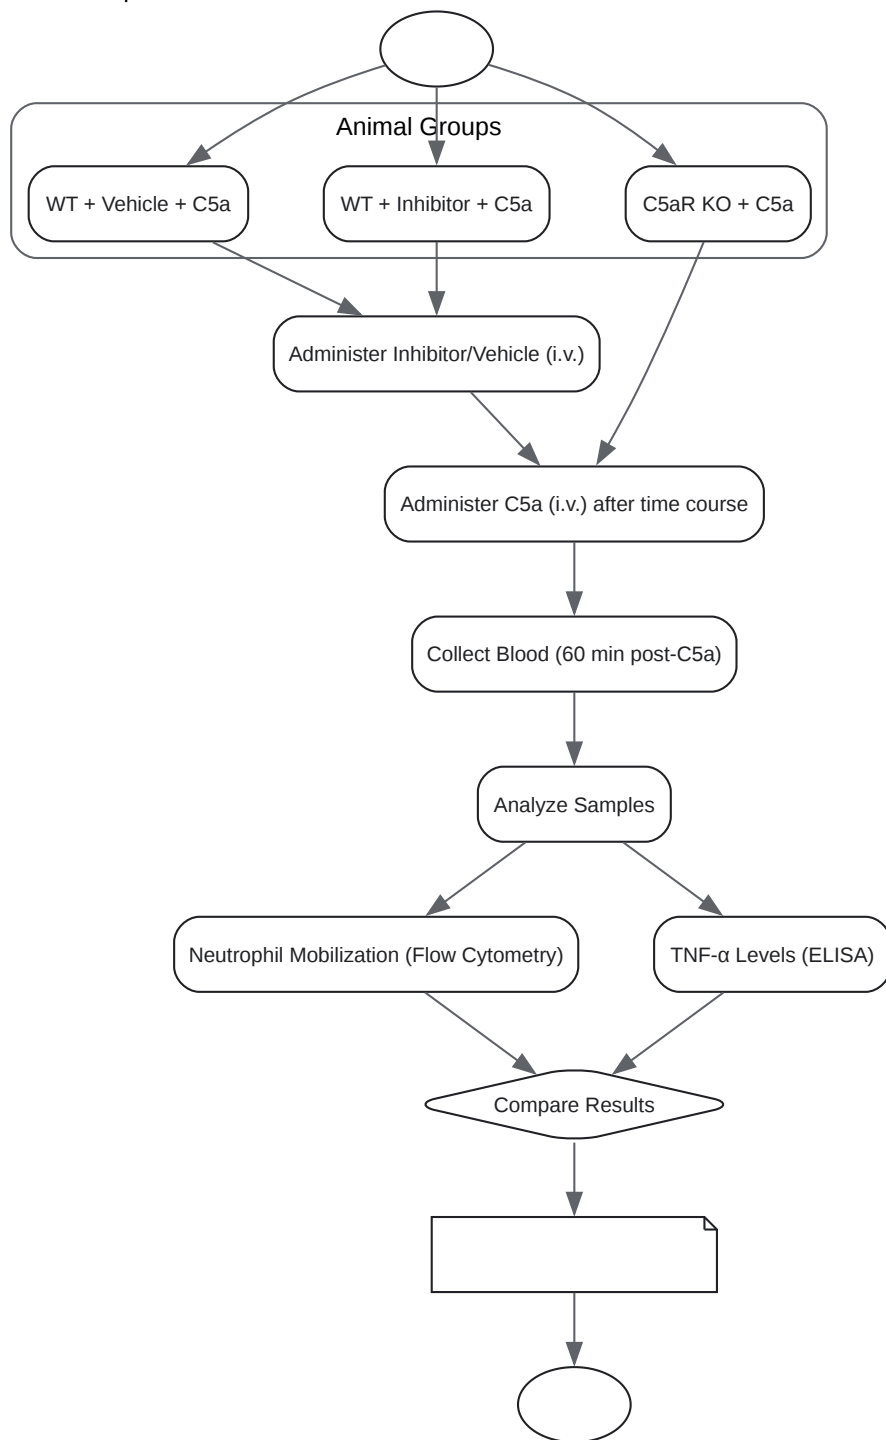 Animal Groups
WT + Vehicle + C5a
WT + Inhibitor + C5a
C5aR KO + C5a
Administer Inhibitor/Vehicle (i.v.)
Administer C5a (i.v.) after time course
Collect Blood (60 min post-C5a)
Analyze Samples
Neutrophil Mobilization (Flow Cytometry)
TNF-α Levels (ELISA)
Compare Results